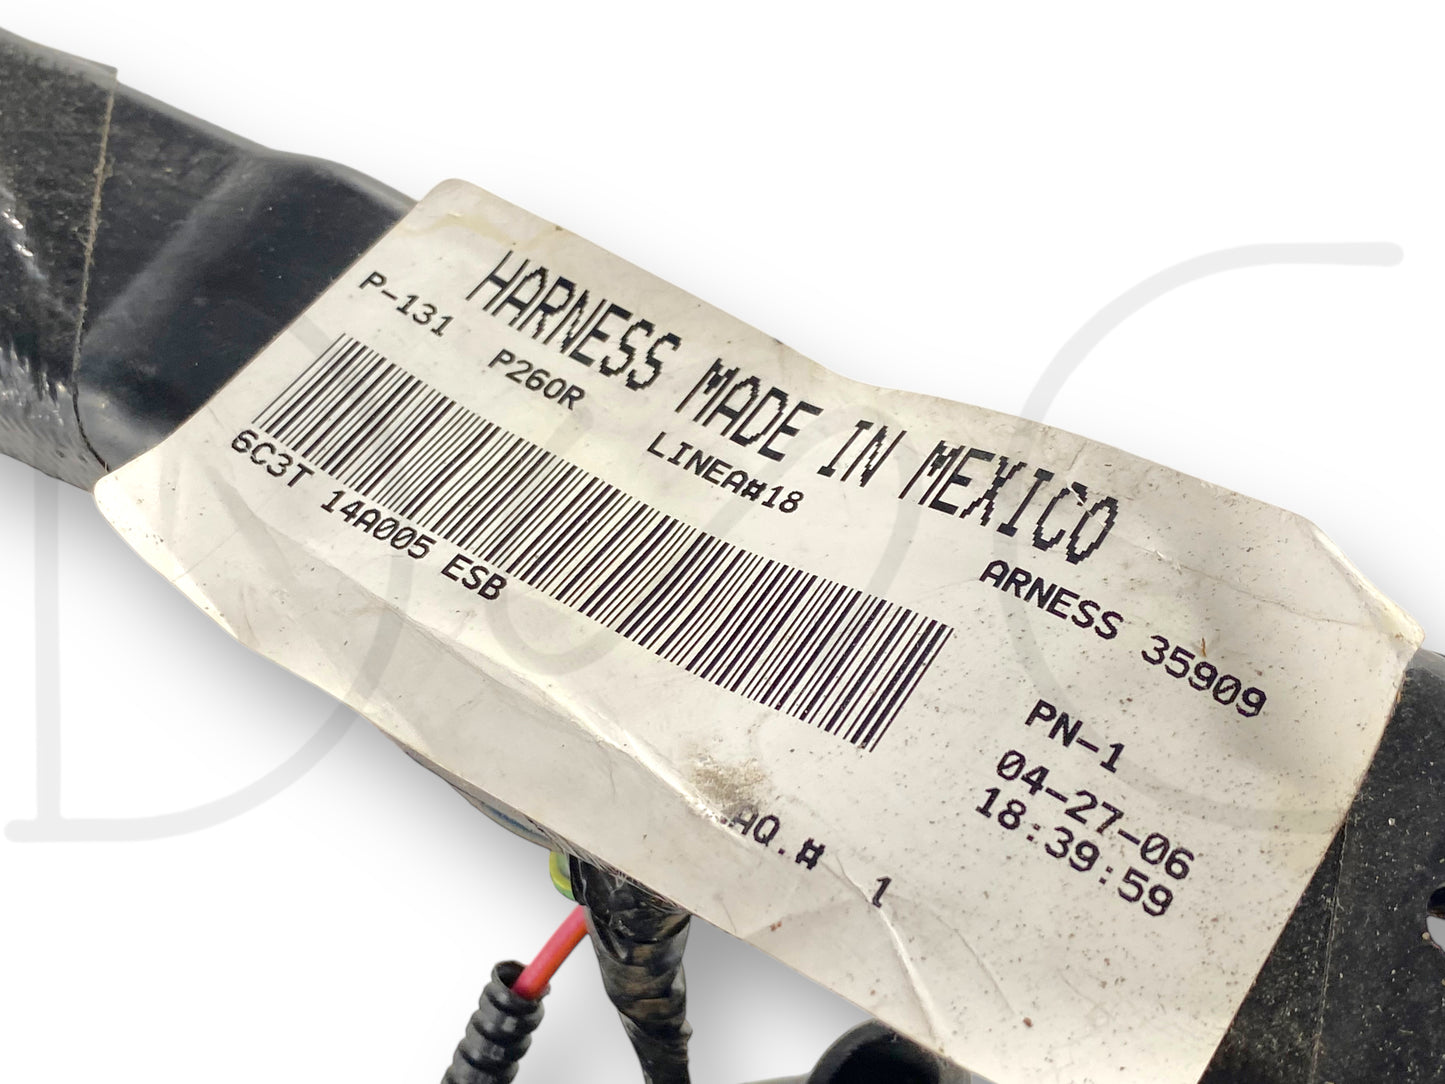 HARNESS MADE IN MEXICO
P-131 P260R LINEA#18 ARNESS 35909
6C3T 14A005 ESB
PN-1
04-27-06
18:39:59
AQ.# 1